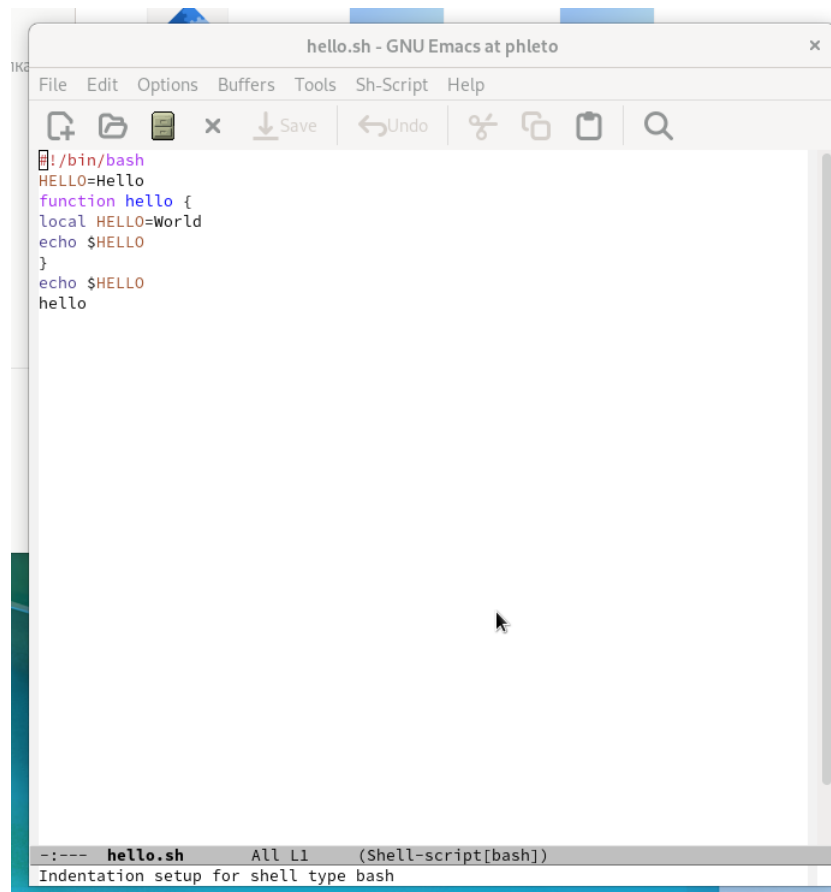 hello.sh - GNU Emacs at phleto
File Edit Options Buffers Tools Sh-Script Help
Save Undo
#!/bin/bash
HELLO=Hello
function hello {
local HELLO=World
echo $HELLO
}
echo $HELLO
hello
-:--- hello.sh All L1 (Shell-script[bash])
Indentation setup for shell type bash